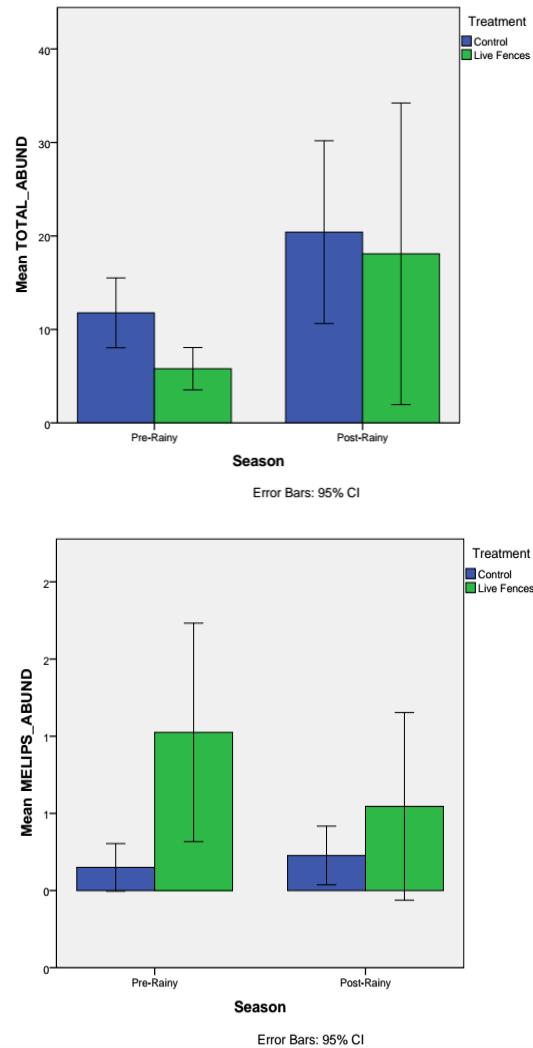 Treatment
Control
Live Fences
40
30
20
10
0
Mean TOTAL_ABUND
Pre-Rainy
Post-Rainy
Season
Error Bars: 95% CI
Treatment
Control
Live Fences
2
2
1
1
0
0
Mean MELIPS_ABUND
Pre-Rainy
Post-Rainy
Season
Error Bars: 95% CI